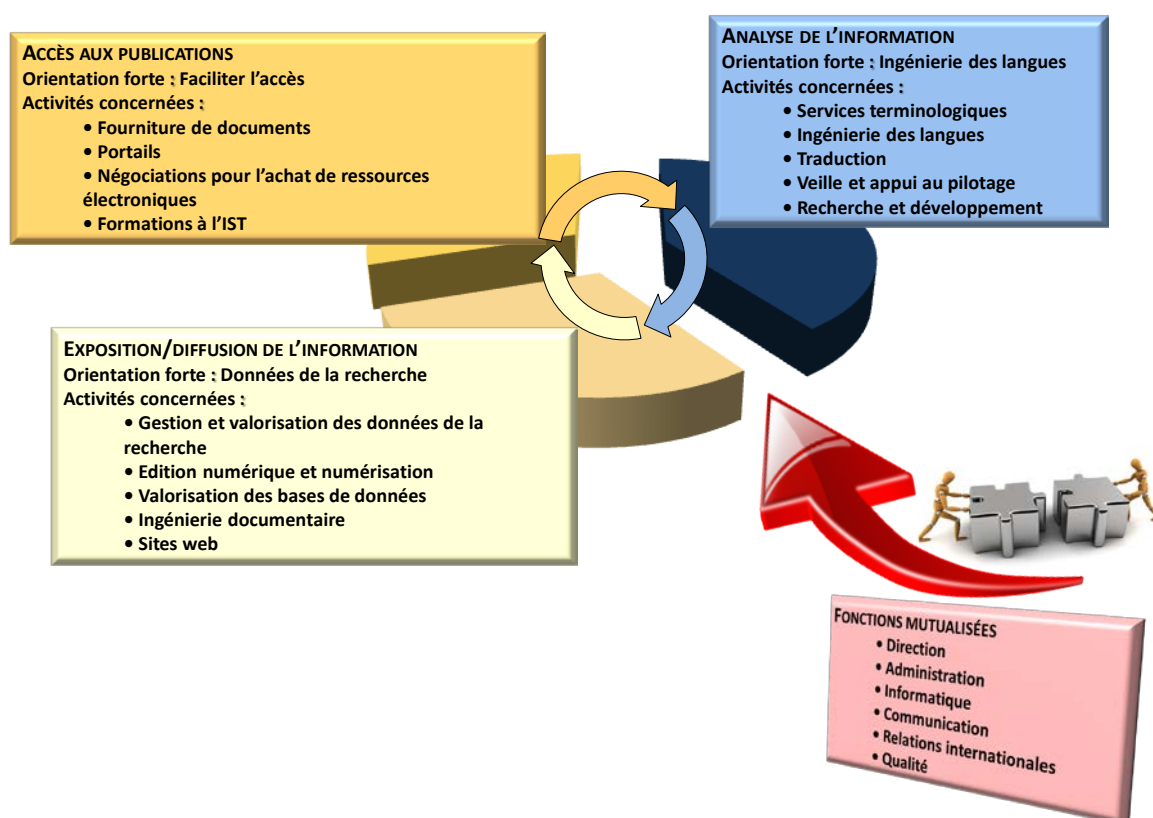 ACCÈS AUX PUBLICATIONS
Orientation forte : Faciliter l'accès
Activités concernées :
• Fourniture de documents
• Portails
• Négociations pour l'achat de ressources
électroniques
• Formations à l'IST
ANALYSE DE L'INFORMATION
Orientation forte : Ingénierie des langues
Activités concernées :
• Services terminologiques
• Ingénierie des langues
• Traduction
• Veille et appui au pilotage
• Recherche et développement
EXPOSITION/DIFFUSION DE L'INFORMATION
Orientation forte : Données de la recherche
Activités concernées :
• Gestion et valorisation des données de la
recherche
• Edition numérique et numérisation
• Valorisation des bases de données
• Ingénierie documentaire
• Sites web
FONCTIONS MUTUALISÉES
• Direction
• Administration
• Informatique
• Communication
• Relations internationales
• Qualité